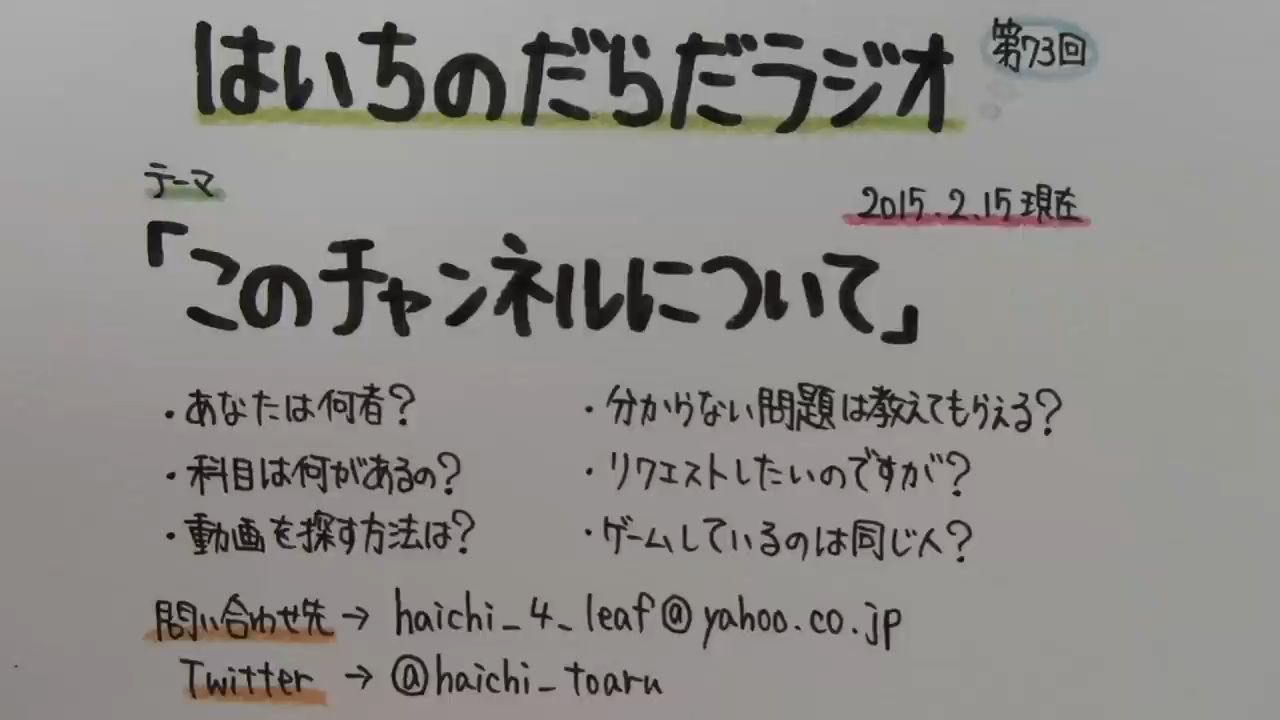 はいちのだらだラジオ 第73回
テーマ
2015.2.15現在
「このチャンネルについて」
・あなたは何者?
・科目は何があるの?
・動画を探す方法は?
・分からない問題は教えてもらえる?
・リクエストしたいのですが?
・ゲームしているのは同じ人?
問い合わせ先→ haichi_4_leaf@yahoo.co.jp
Twitter → @haichi_toaru